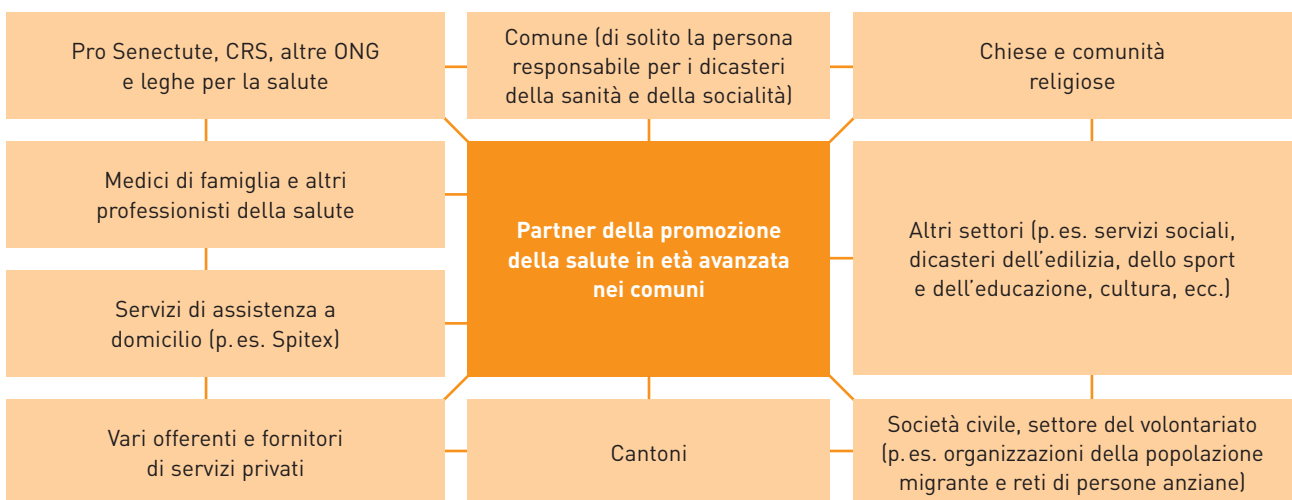 Pro Senectute, CRS, altre ONG
e leghe per la salute
Comune (di solito la persona
responsabile per i dicasteri
della sanità e della socialità)
Chiese e comunità
religiose
Medici di famiglia e altri
professionisti della salute
Partner della promozione
della salute in età avanzata
nei comuni
Altri settori (p. es. servizi sociali,
dicasteri dell'edilizia, dello sport
e dell'educazione, cultura, ecc.)
Servizi di assistenza a
domicilio (p. es. Spitex)
Vari offerenti e fornitori
di servizi privati
Cantoni
Società civile, settore del volontariato
(p. es. organizzazioni della popolazione
migrante e reti di persone anziane)